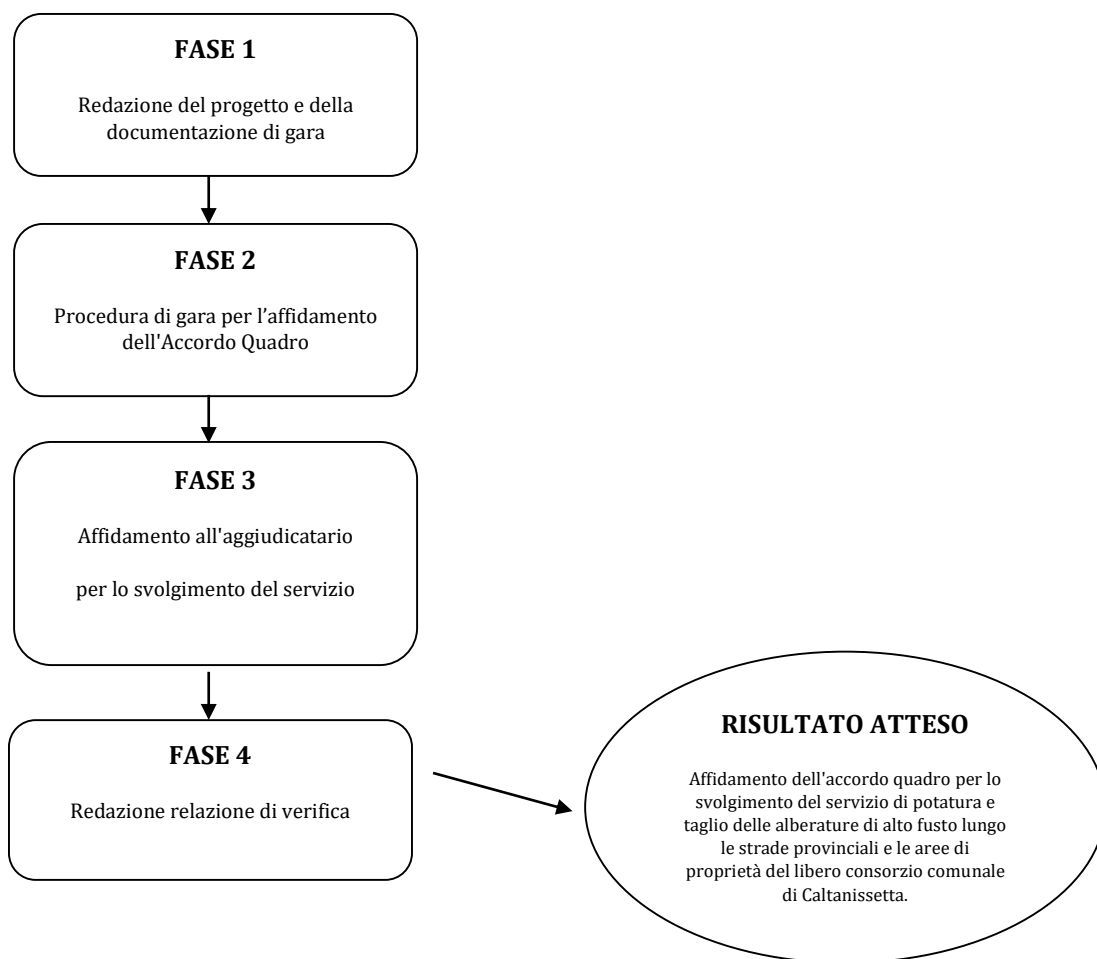 FASE 1
Redazione del progetto e della
documentazione di gara
FASE 2
Procedura di gara per l’affidamento
dell'Accordo Quadro
FASE 3
Affidamento all'aggiudicatario
per lo svolgimento del servizio
FASE 4
Redazione relazione di verifica
RISULTATO ATTESO
Affidamento dell'accordo quadro per lo
svolgimento del servizio di potatura e
taglio delle alberature di alto fusto lungo
le strade provinciali e le aree di
proprietà del libero consorzio comunale
di Caltanissetta.